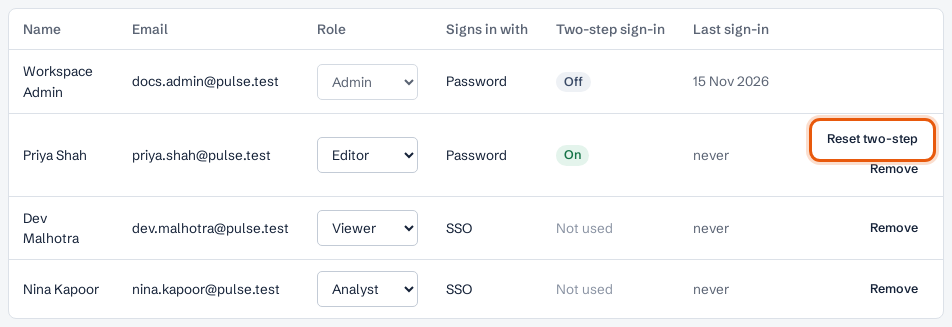 Name Email Role Signs in with Two-step sign-in Last sign-in
Workspace Admin docs.admin@pulse.test Admin Password Off 15 Nov 2026
Priya Shah priya.shah@pulse.test Editor Password On never Reset two-step
Remove
Dev Malhotra dev.malhotra@pulse.test Viewer SSO Not used never Remove
Nina Kapoor nina.kapoor@pulse.test Analyst SSO Not used never Remove